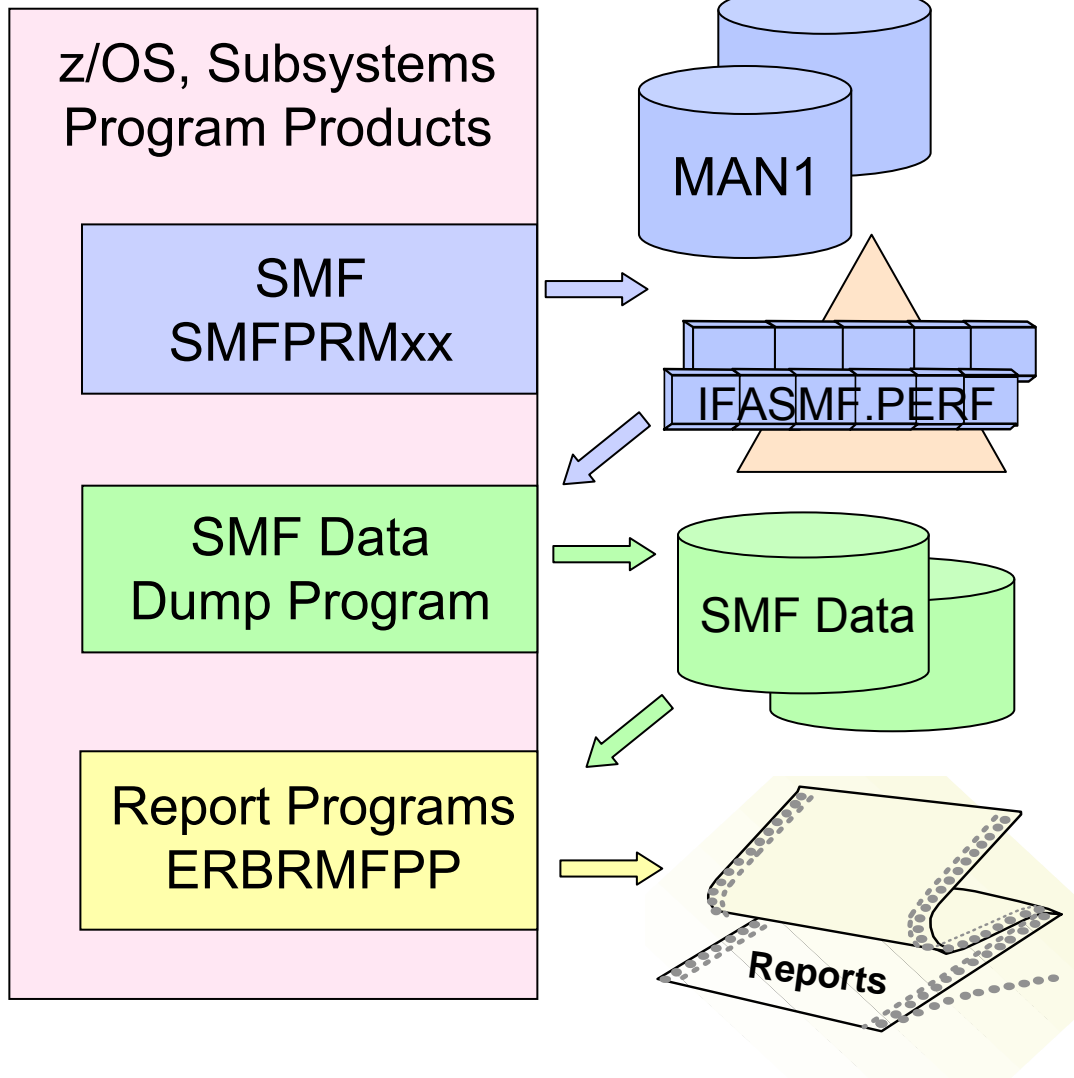 z/OS, Subsystems
Program Products
MAN1
SMF
SMFPRMxx
IFASMF.PERF
SMF Data
Dump Program
SMF Data
Report Programs
ERBRMFPP
Reports